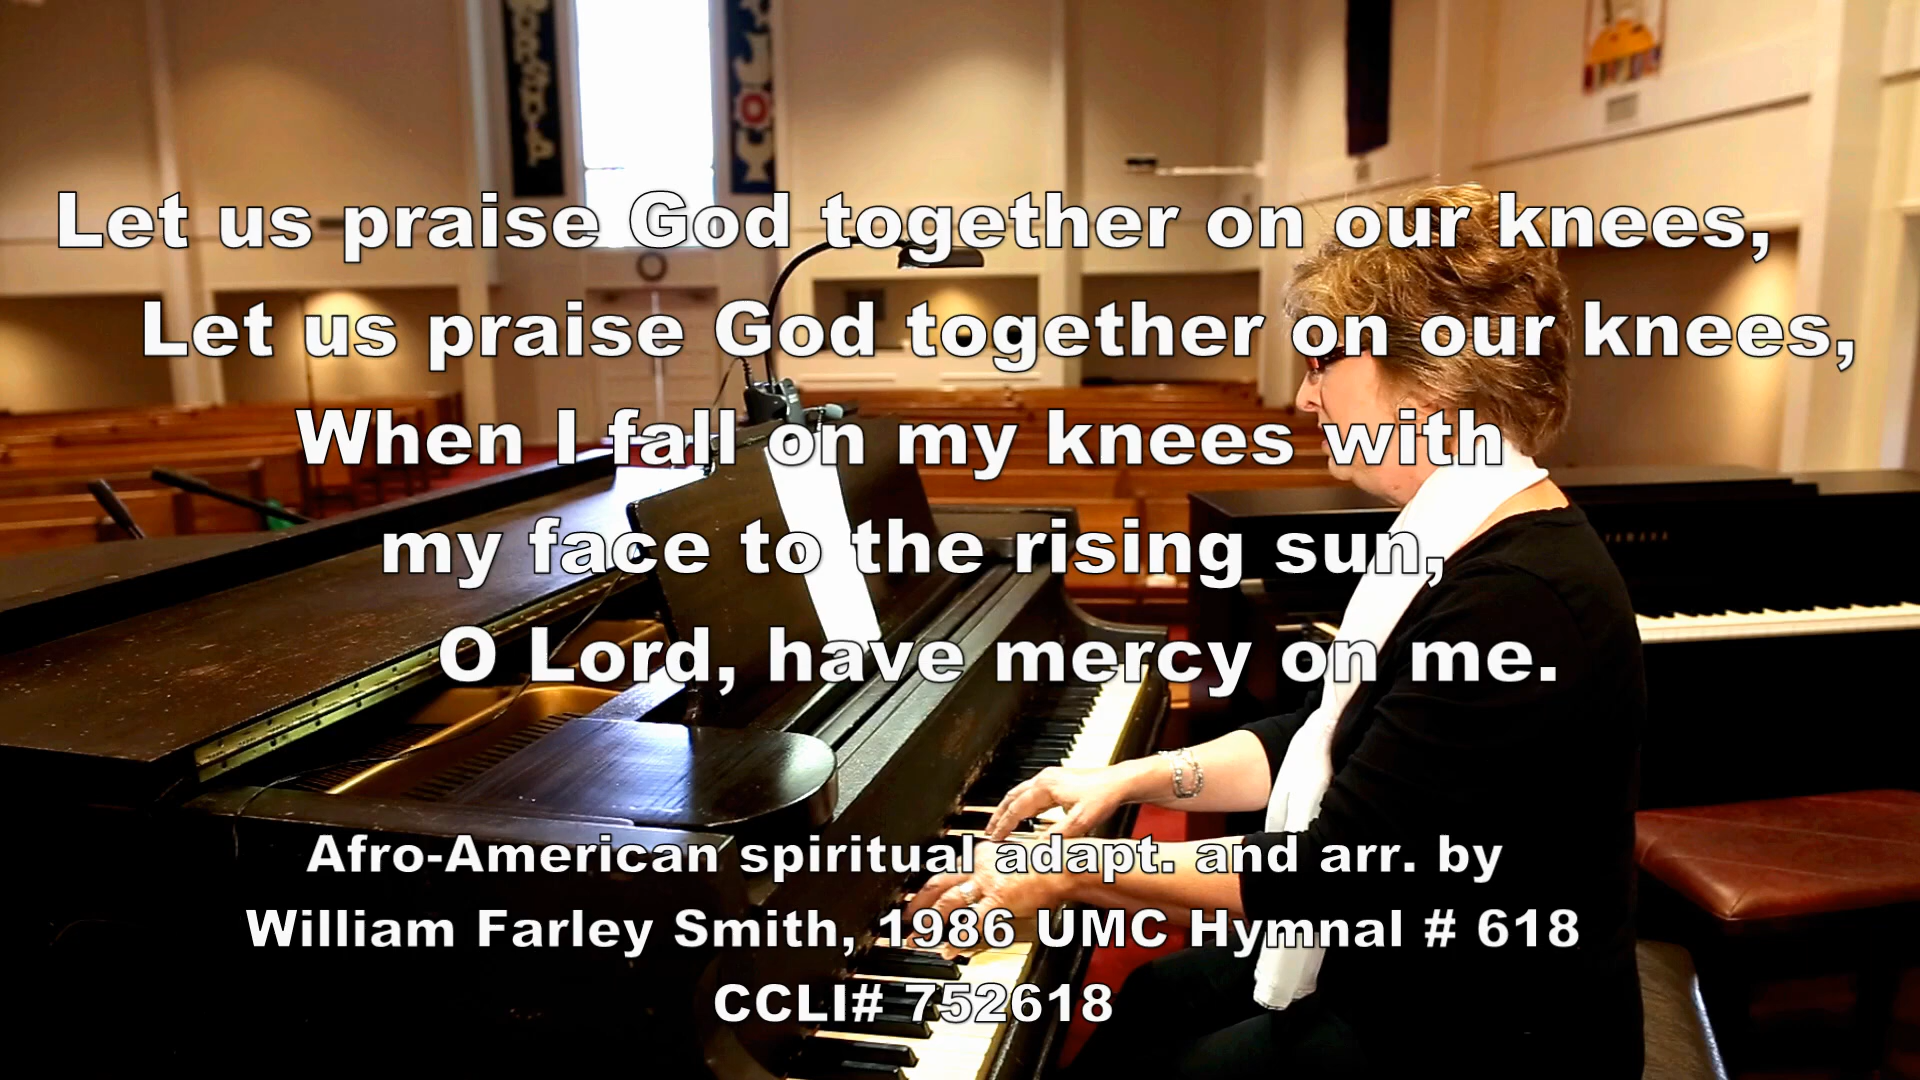 Let us praise God together on our knees,
Let us praise God together on our knees,
When I fall on my knees with
my face to the rising sun,
O Lord, have mercy on me.
YAMAHA
Afro-American spiritual adapt. and arr. by
William Farley Smith, 1986 UMC Hymnal # 618
CCLI# 752618